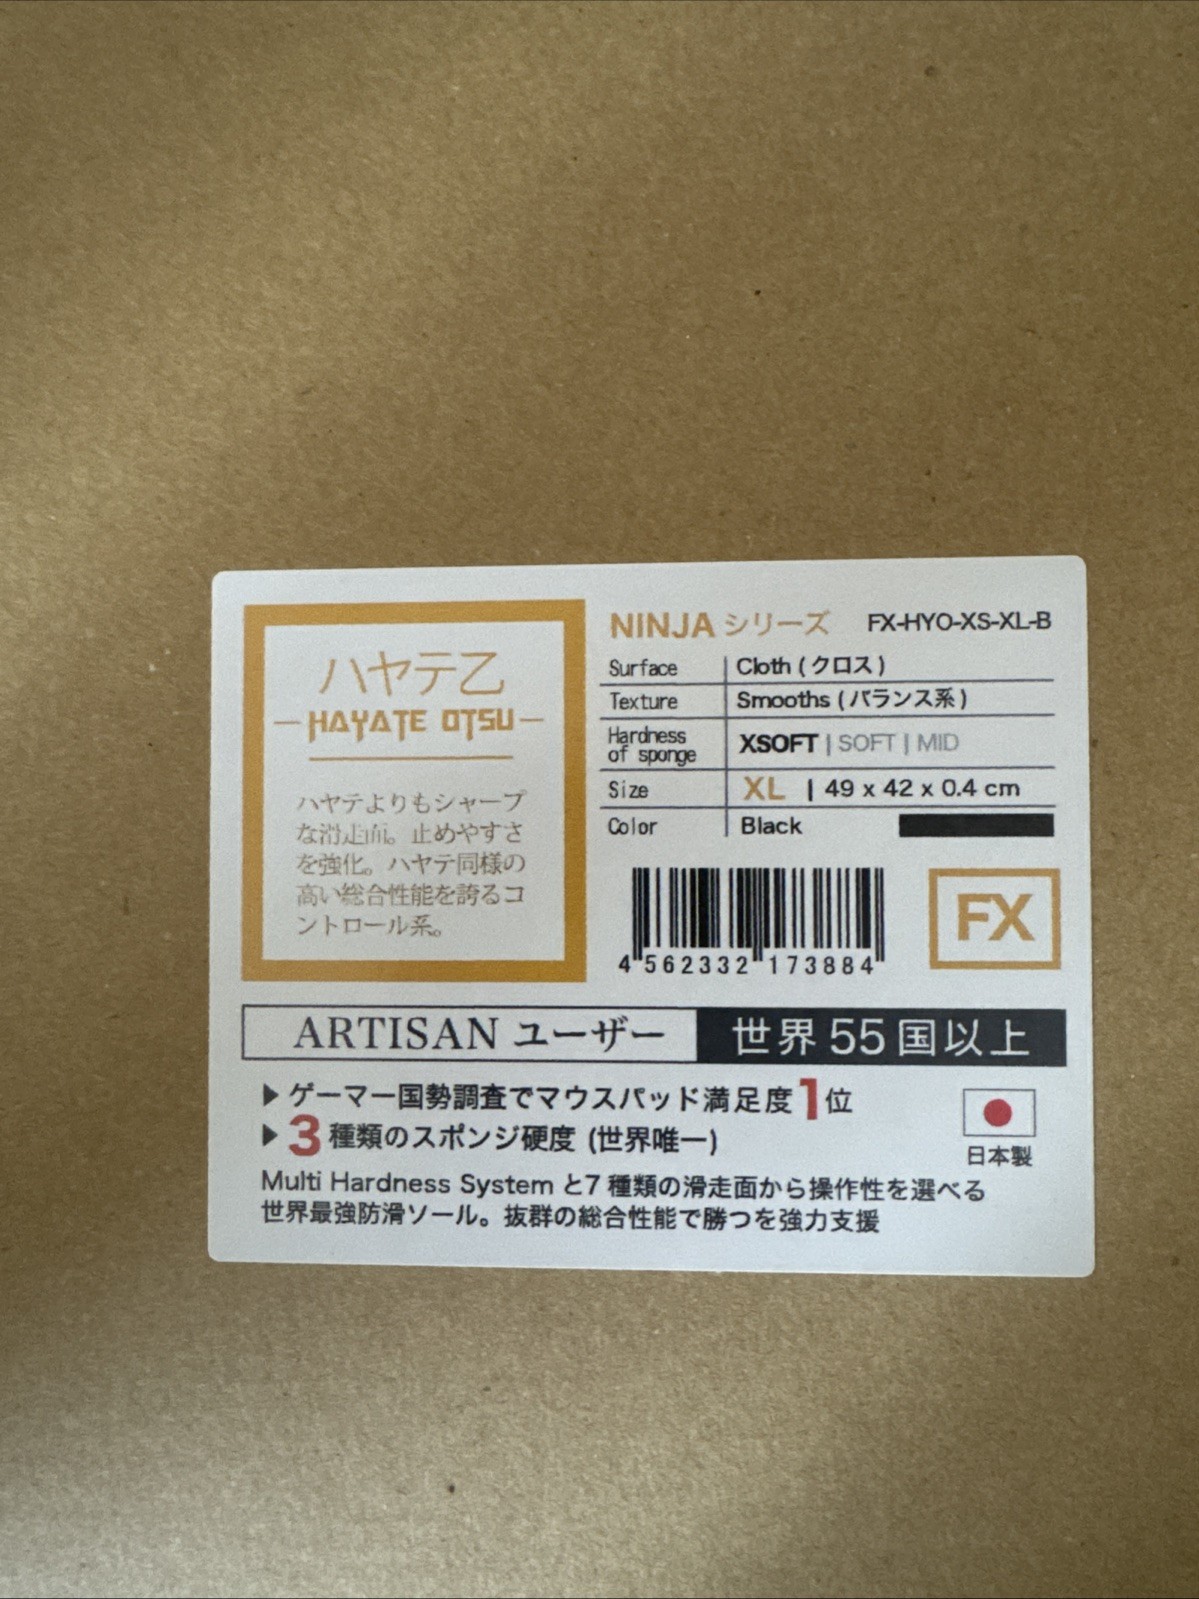 ハヤテ乙
HAYATE OTSU
ハヤテよりもシャープ
な滑走面。止めやすさ
を強化。ハヤテ同様の
高い総合性能を誇るコ
ントロール系。
NINJA シリーズ FX-HYO-XS-XL-B
Surface Cloth (クロス)
Texture Smooths (バランス系)
Hardness of sponge XSOFT | SOFT | MID
Size XL | 49 x 42 x 0.4 cm
Color Black
4 562332 173884
FX
ARTISAN ユーザー 世界 55 国以上
▶ ゲーマー国勢調査でマウスパッド満足度 1 位
▶ 3 種類のスポンジ硬度 (世界唯一)
日本製
Multi Hardness System と7 種類の滑走面から操作性を選べる
世界最強防滑ソール。抜群の総合性能で勝つを強力支援